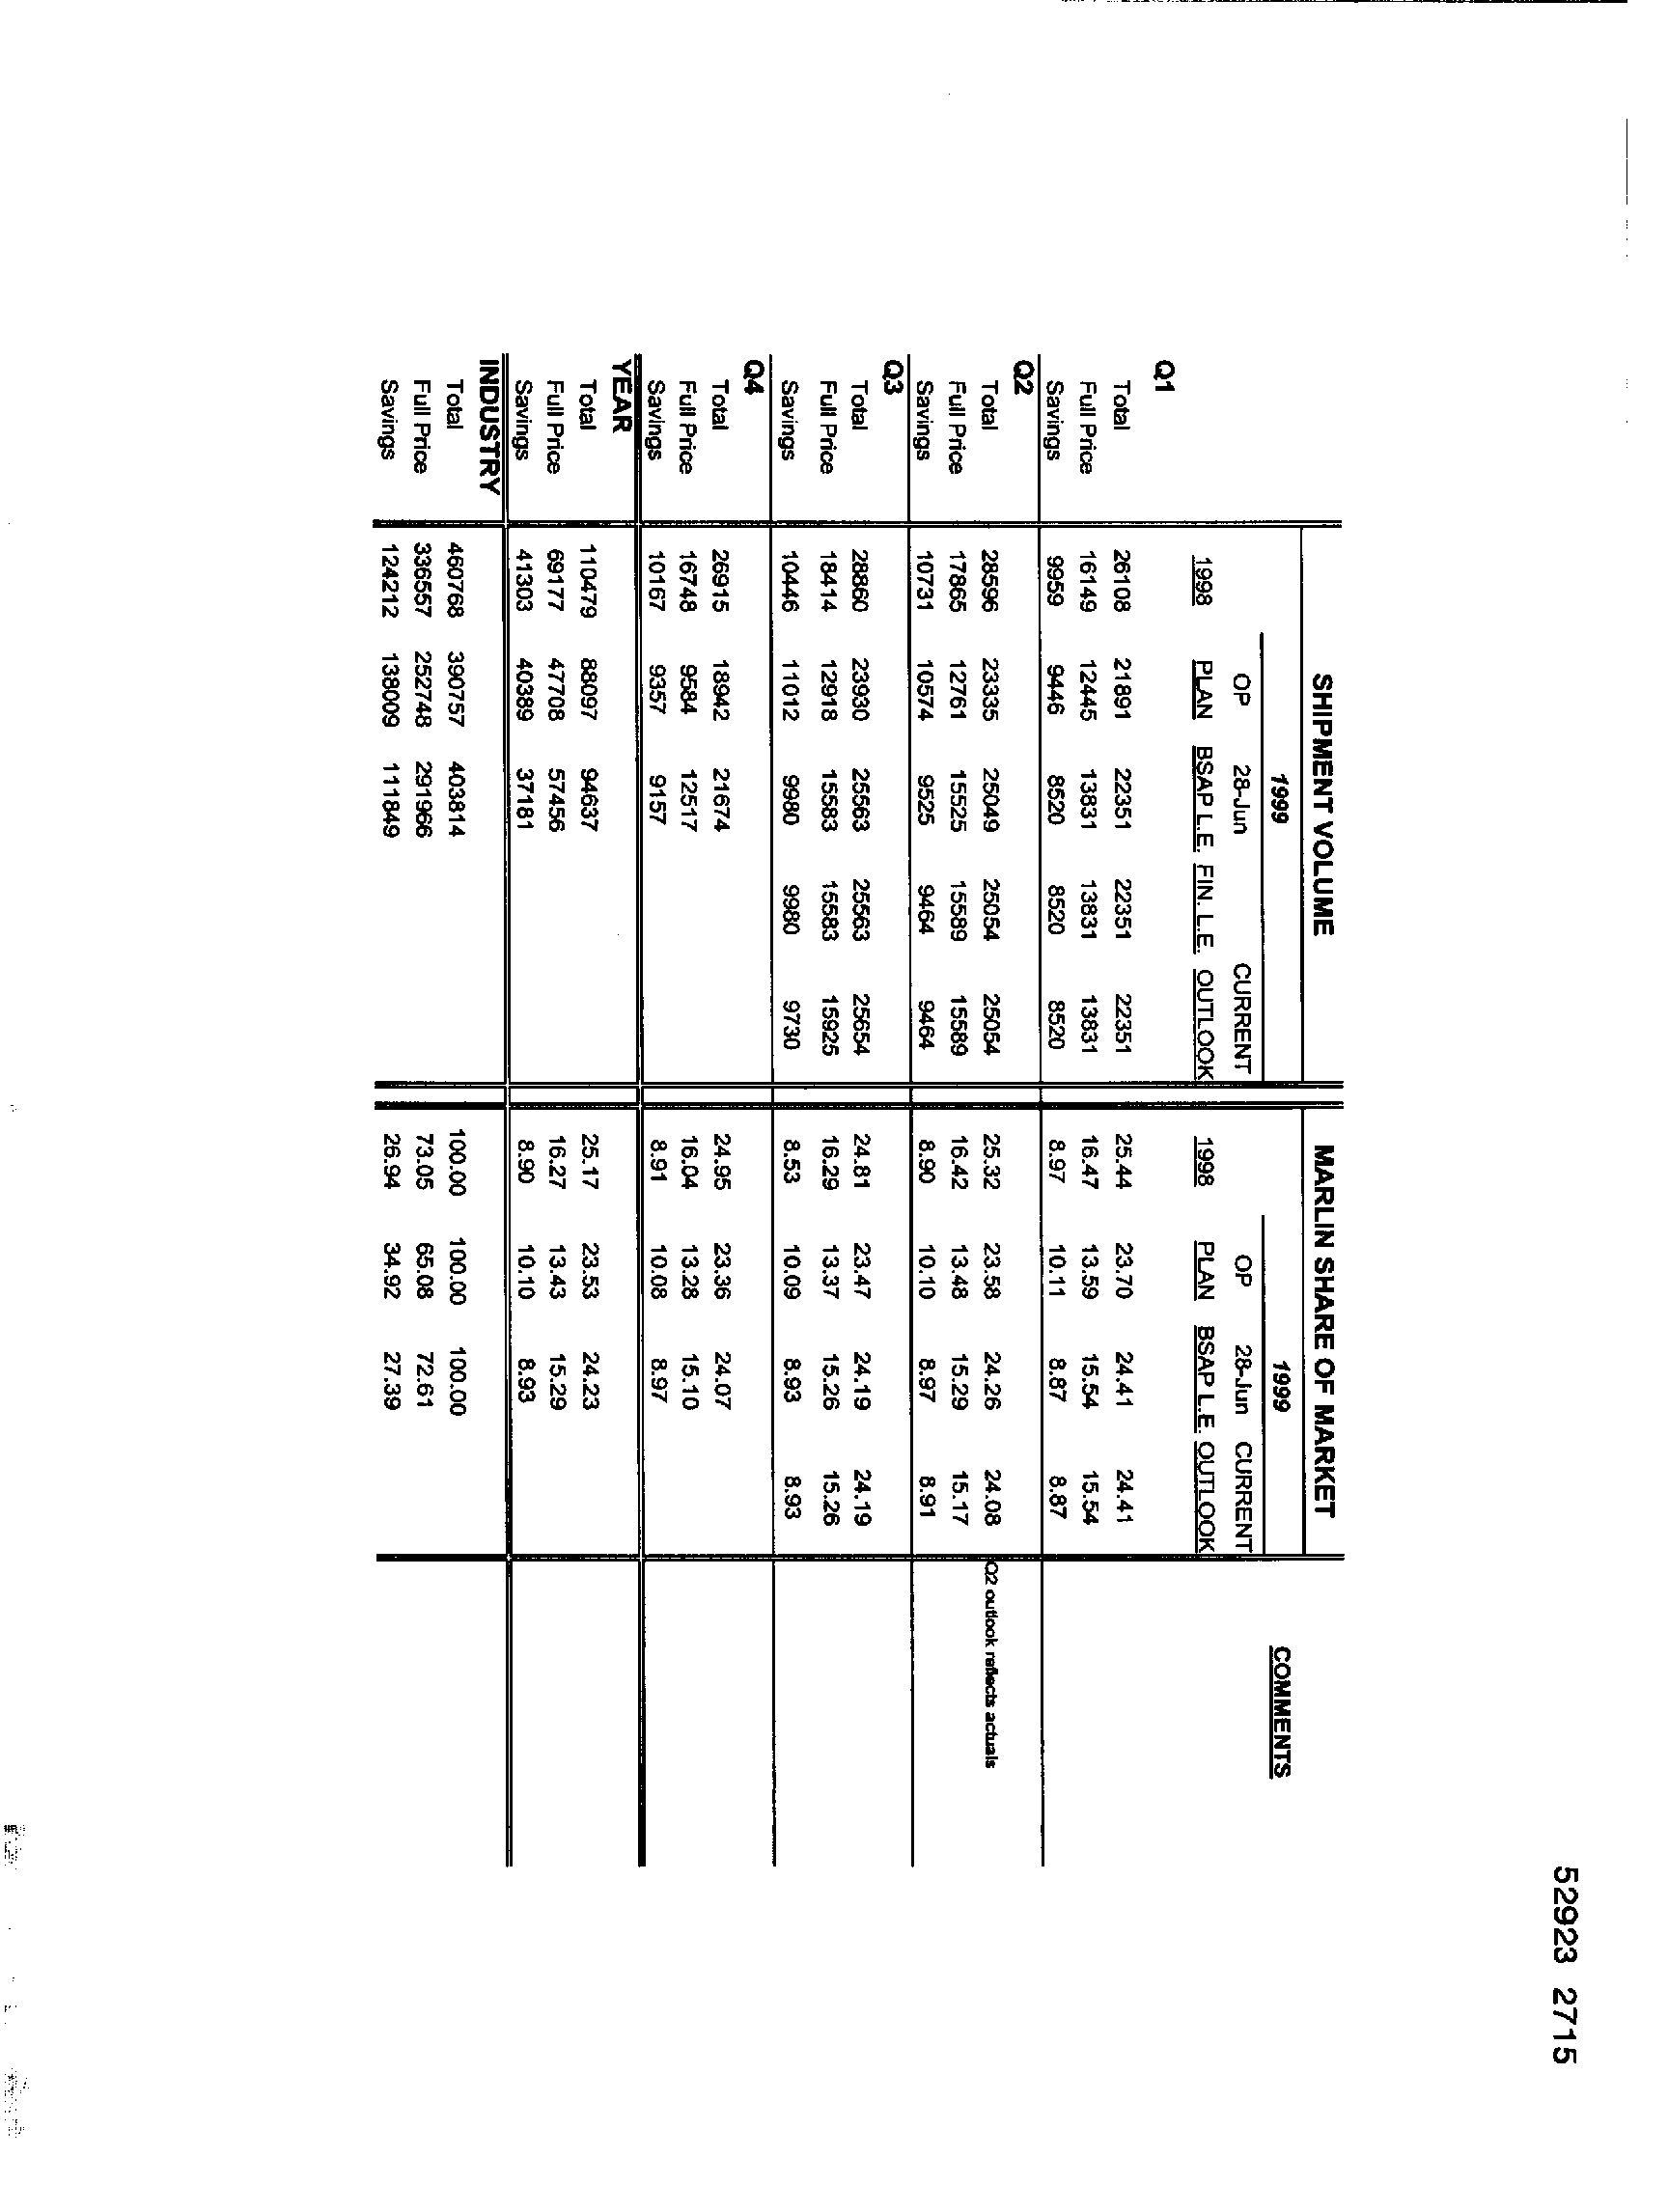 52923 2715
SHIPMENT VOLUME MARLIN SHARE OF MARKET
1999 1999 COMMENTS
OP 28-Jun CURRENT OP 28-Jun CURRENT
1998 PLAN BSAP L.E. FIN. L.E. OUTLOOK 1998 PLAN BSAP L.E. OUTLOOK
Q1
Total 26108 21891 22351 22351 22351 25.44 23.70 24.41 24.41
Full Price 16149 12445 13831 13831 13831 16.47 13.59 15.54 15.54
Savings 9959 9446 8520 8520 8520 8.97 10.11 8.87 8.87
Q2
Total 28596 23335 25049 25054 25054 25.32 23.58 24.26 24.08 Q2 outlook reflects actuals
Full Price 17865 12761 15525 15589 15589 16.42 13.48 15.29 15.17
Savings 10731 10574 9525 9464 9464 8.90 10.10 8.97 8.91
Q3
Total 28860 23930 25563 25563 25654 24.81 23.47 24.19 24.19
Full Price 18414 12918 15583 15583 15925 16.29 13.37 15.26 15.26
Savings 10446 11012 9980 9980 9730 8.53 10.09 8.93 8.93
Q4
Total 26915 18942 21674 24.95 23.36 24.07
Full Price 16748 9584 12517 16.04 13.28 15.10
Savings 10167 9357 9157 8.91 10.08 8.97
YEAR
Total 110479 88097 94637 25.17 23.53 24.23
Full Price 69177 47708 57456 16.27 13.43 15.29
Savings 41303 40389 37181 8.90 10.10 8.93
INDUSTRY
Total 460768 390757 403814 100.00 100.00 100.00
Full Price 336557 252748 291966 73.05 65.08 72.61
Savings 124212 138009 111849 26.94 34.92 27.39